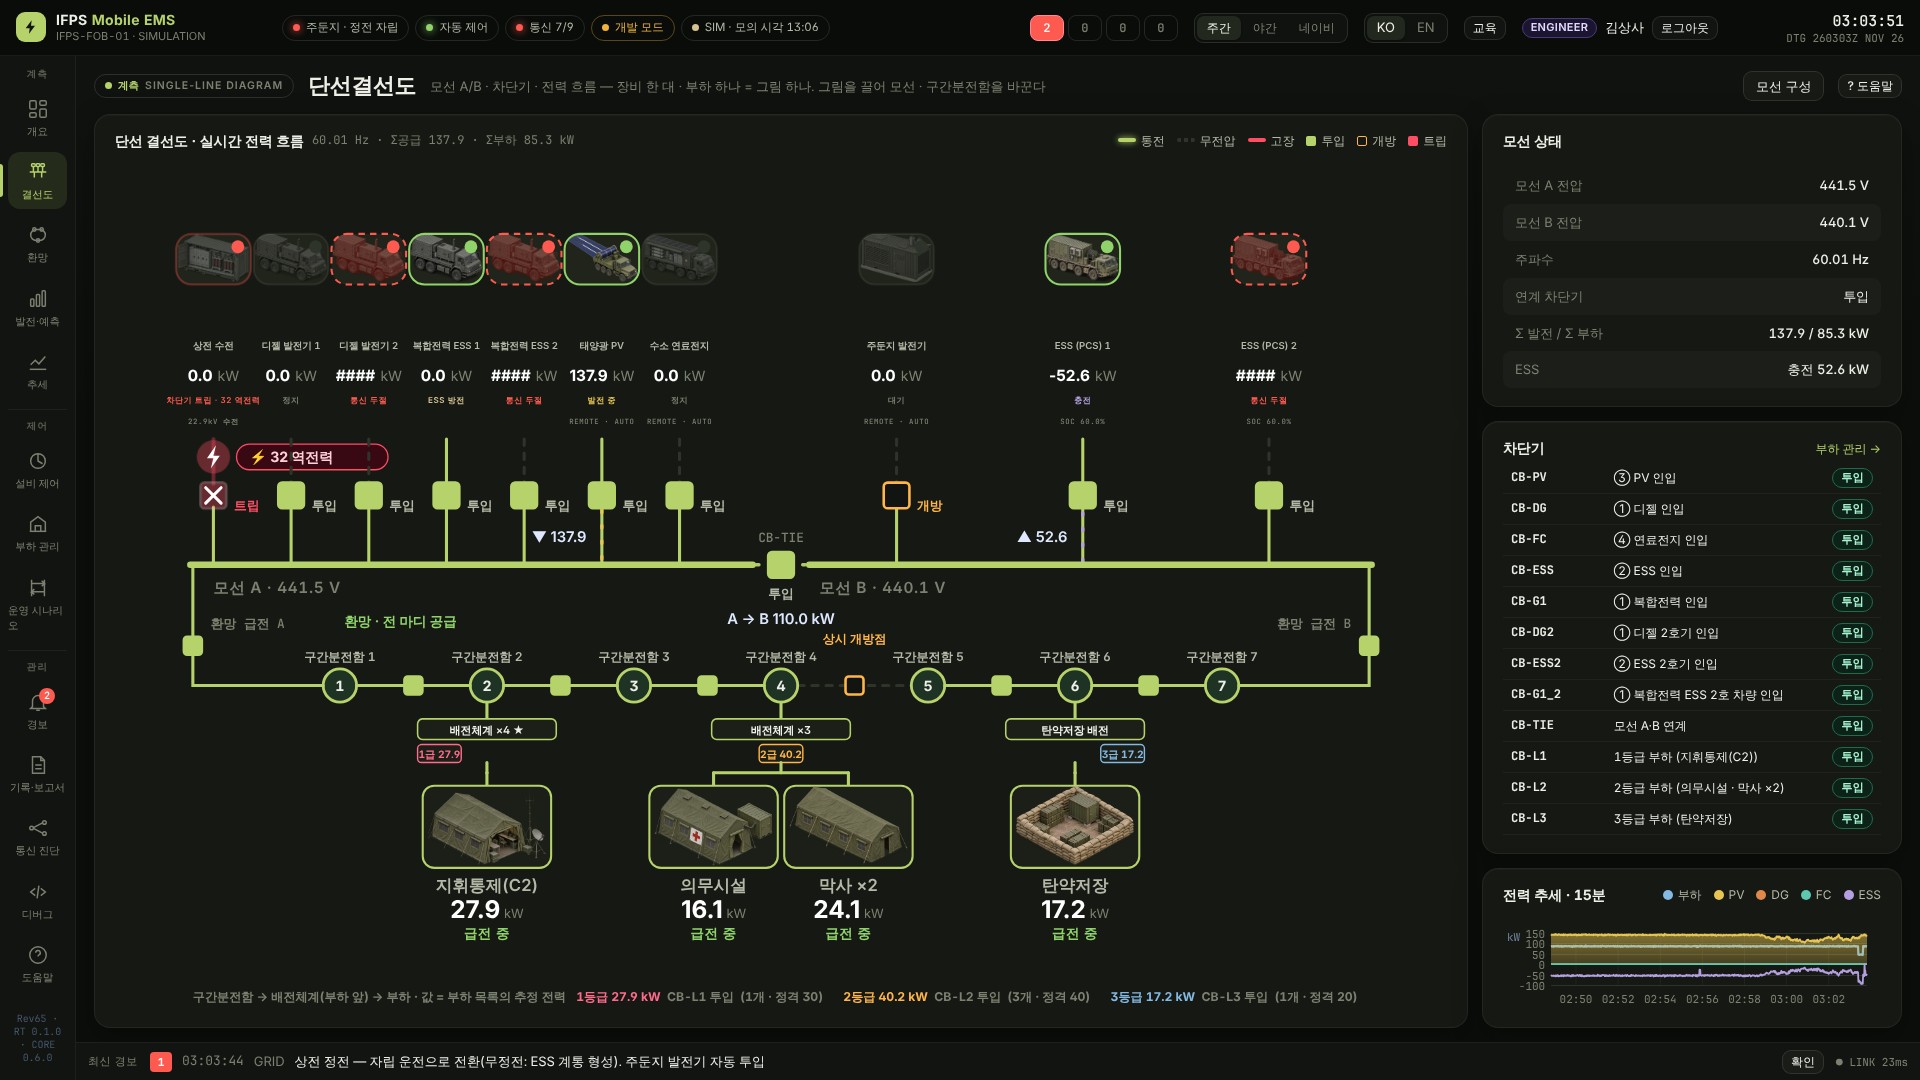 IFPS Mobile EMS
IFPS-FOB-01 · SIMULATION
주둔지 · 정전 자립
자동 제어
통신 7/9
개발 모드
SIM · 모의 시각 13:06
2 0 0 0
주간 야간 네이비
KO EN
교육
ENGINEER 김상사 로그아웃
03:03:51
DTG 260303Z NOV 26
계측
개요
결선도
환망
발전·예측
추세
제어
설비 제어
부하 관리
운영 시나리오
관리
2
경보
기록·보고서
통신 진단
디버그
도움말
Rev65 ·
RT 0.1.0
· CORE
0.6.0
계측 SINGLE-LINE DIAGRAM
단선결선도
모선 A/B · 차단기 · 전력 흐름 — 장비 한 대 · 부하 하나 = 그림 하나. 그림을 끌어 모선 · 구간분전함을 바꾼다
모선 구성
? 도움말
단선 결선도 · 실시간 전력 흐름
60.01 Hz · Σ공급 137.9 · Σ부하 85.3 kW
통전 무전압 고장 투입 개방 트립
상전 수전 디젤 발전기 1 디젤 발전기 2 복합전력 ESS 1 복합전력 ESS 2 태양광 PV 수소 연료전지 주둔지 발전기 ESS (PCS) 1 ESS (PCS) 2
0.0 kW 0.0 kW #### kW 0.0 kW #### kW 137.9 kW 0.0 kW 0.0 kW -52.6 kW #### kW
차단기 트립 · 32 역전력 정지 통신 두절 ESS 방전 통신 두절 발전 중 정지 대기 충전 통신 두절
22.9kV 수전 REMOTE · AUTO REMOTE · AUTO REMOTE · AUTO SOC 60.0% SOC 60.0%
⚡ 32 역전력
트립 투입 투입 투입 투입 투입 투입 개방 투입 투입
▼ 137.9
CB-TIE
▲ 52.6
모선 A · 441.5 V
투입
모선 B · 440.1 V
환망 급전 A
환망 · 전 마디 공급
A → B 110.0 kW
환망 급전 B
상시 개방점
구간분전함 1 구간분전함 2 구간분전함 3 구간분전함 4 구간분전함 5 구간분전함 6 구간분전함 7
1 2 3 4 5 6 7
배전체계 ×4 ★ 배전체계 ×3 탄약저장 배전
1급 27.9 2급 40.2 3급 17.2
지휘통제(C2) 의무시설 막사 ×2 탄약저장
27.9 kW 16.1 kW 24.1 kW 17.2 kW
급전 중 급전 중 급전 중 급전 중
구간분전함 → 배전체계(부하 앞) → 부하 · 값 = 부하 목록의 추정 전력 1등급 27.9 kW CB-L1 투입 (1개 · 정격 30) 2등급 40.2 kW CB-L2 투입 (3개 · 정격 40) 3등급 17.2 kW CB-L3 투입 (1개 · 정격 20)
모선 상태
모선 A 전압 441.5 V
모선 B 전압 440.1 V
주파수 60.01 Hz
연계 차단기 투입
Σ 발전 / Σ 부하 137.9 / 85.3 kW
ESS 충전 52.6 kW
차단기 부하 관리 →
CB-PV ③ PV 인입 투입
CB-DG ① 디젤 인입 투입
CB-FC ④ 연료전지 인입 투입
CB-ESS ② ESS 인입 투입
CB-G1 ① 복합전력 인입 투입
CB-DG2 ① 디젤 2호기 인입 투입
CB-ESS2 ② ESS 2호기 인입 투입
CB-G1_2 ① 복합전력 ESS 2호 차량 인입 투입
CB-TIE 모선 A·B 연계 투입
CB-L1 1등급 부하 (지휘통제(C2)) 투입
CB-L2 2등급 부하 (의무시설 · 막사 ×2) 투입
CB-L3 3등급 부하 (탄약저장) 투입
전력 추세 · 15분
부하 PV DG FC ESS
kW 150
100
50
0
-50
-100
02:50 02:52 02:54 02:56 02:58 03:00 03:02
최신 경보 1 03:03:44 GRID 상전 정전 — 자립 운전으로 전환(무정전: ESS 계통 형성). 주둔지 발전기 자동 투입
확인
LINK 23ms